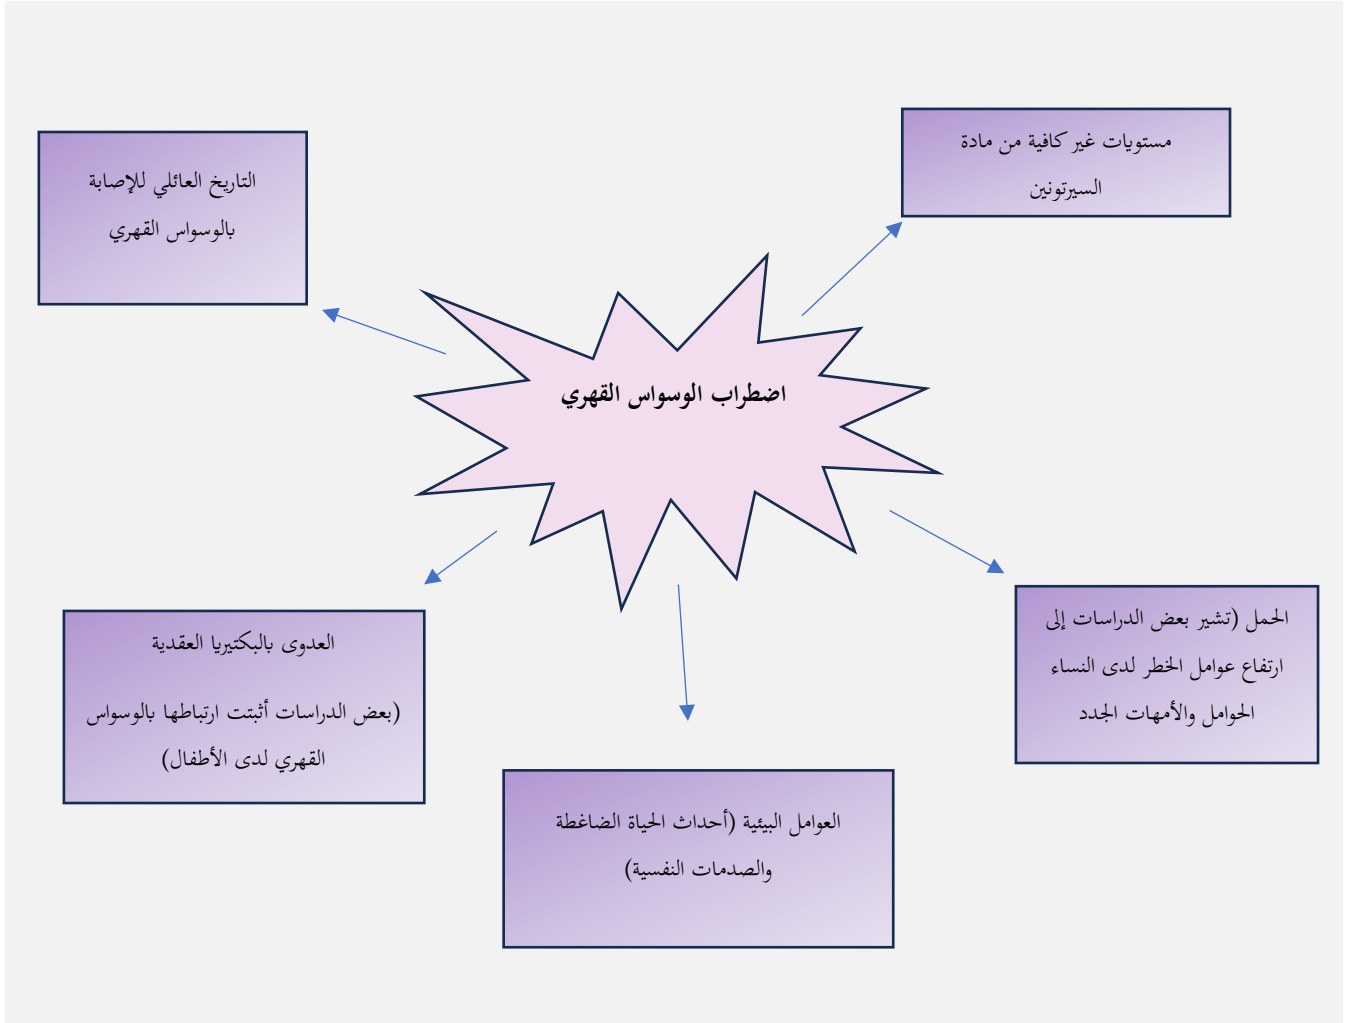 مستويات غير كافية من مادة
السيرتونين
التاريخ العائلي للإصابة
بالوسواس القهري
اضطراب الوسواس القهري
الحمل (تشير بعض الدراسات إلى
ارتفاع عوامل الخطر لدى النساء
الحوامل والأمهات الجدد
العدوى بالبكتيريا العقدية
(بعض الدراسات أثبتت ارتباطها بالوسواس
القهري لدى الأطفال)
العوامل البيئية (أحداث الحياة الضاغطة
والصدمات النفسية)